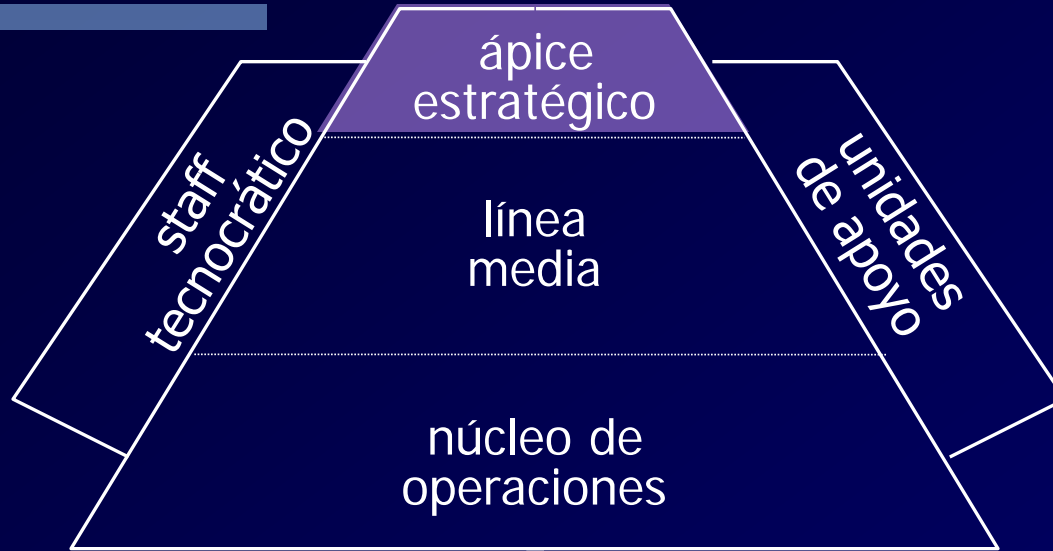 ápice
estratégico
staff
tecnocrático
unidades
de apoyo
línea
media
núcleo de
operaciones